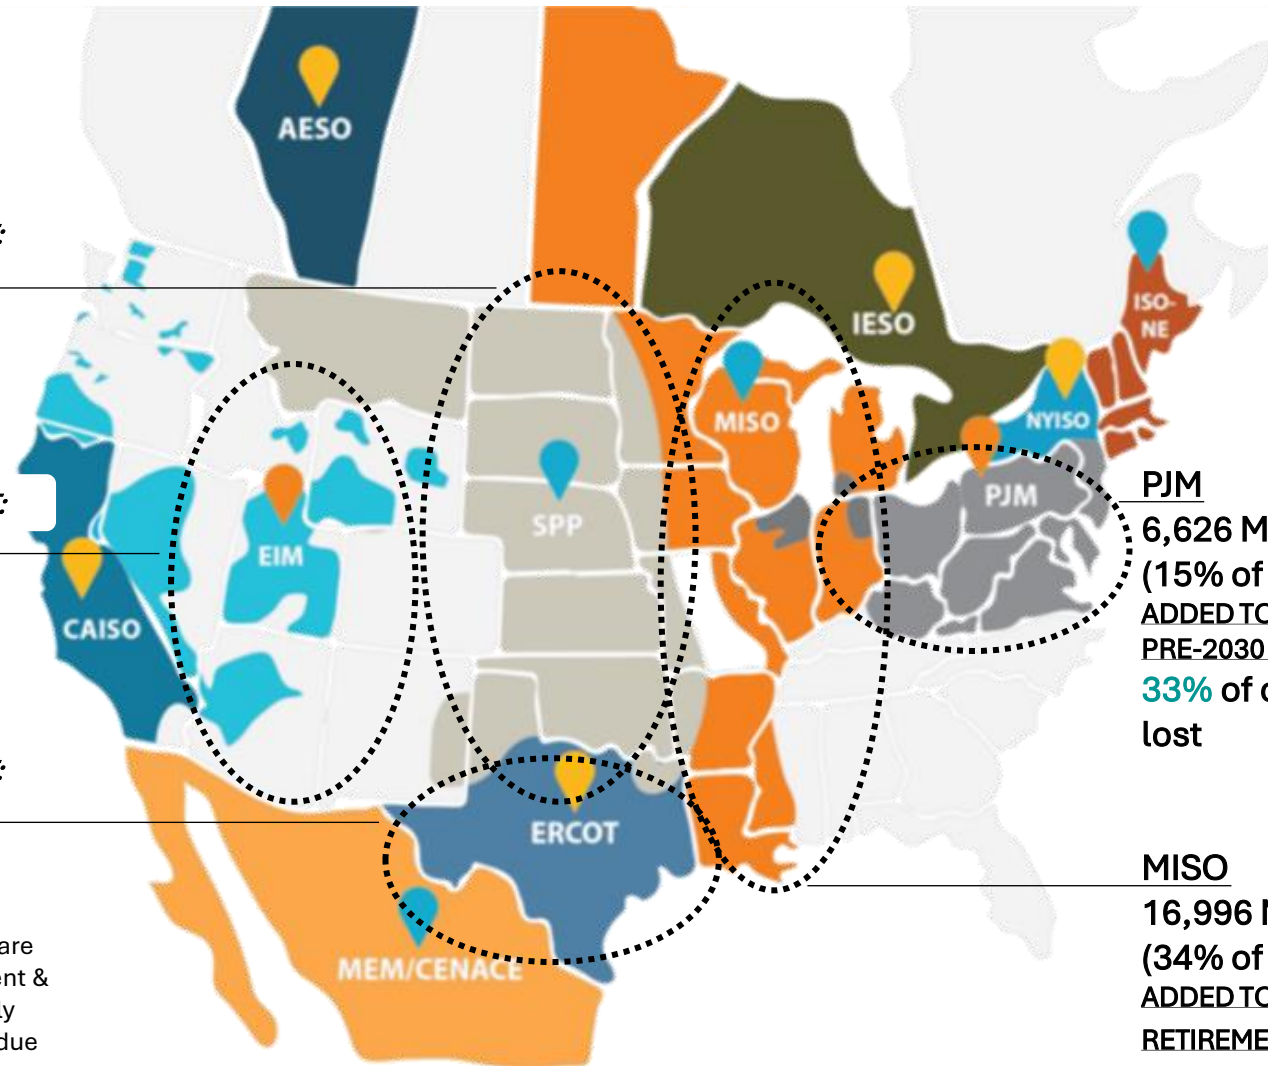 AESO
IESO
ISO-
NE
NYISO
MISO
PJM
SPP
EIM
CAISO
ERCOT
MEM/CENACE
are
ent &
ly
due
PJM
6,626 M
(15% of
ADDED TO
PRE-2030
33% of
lost
MISO
16,996
(34% of
ADDED TO
RETIREME